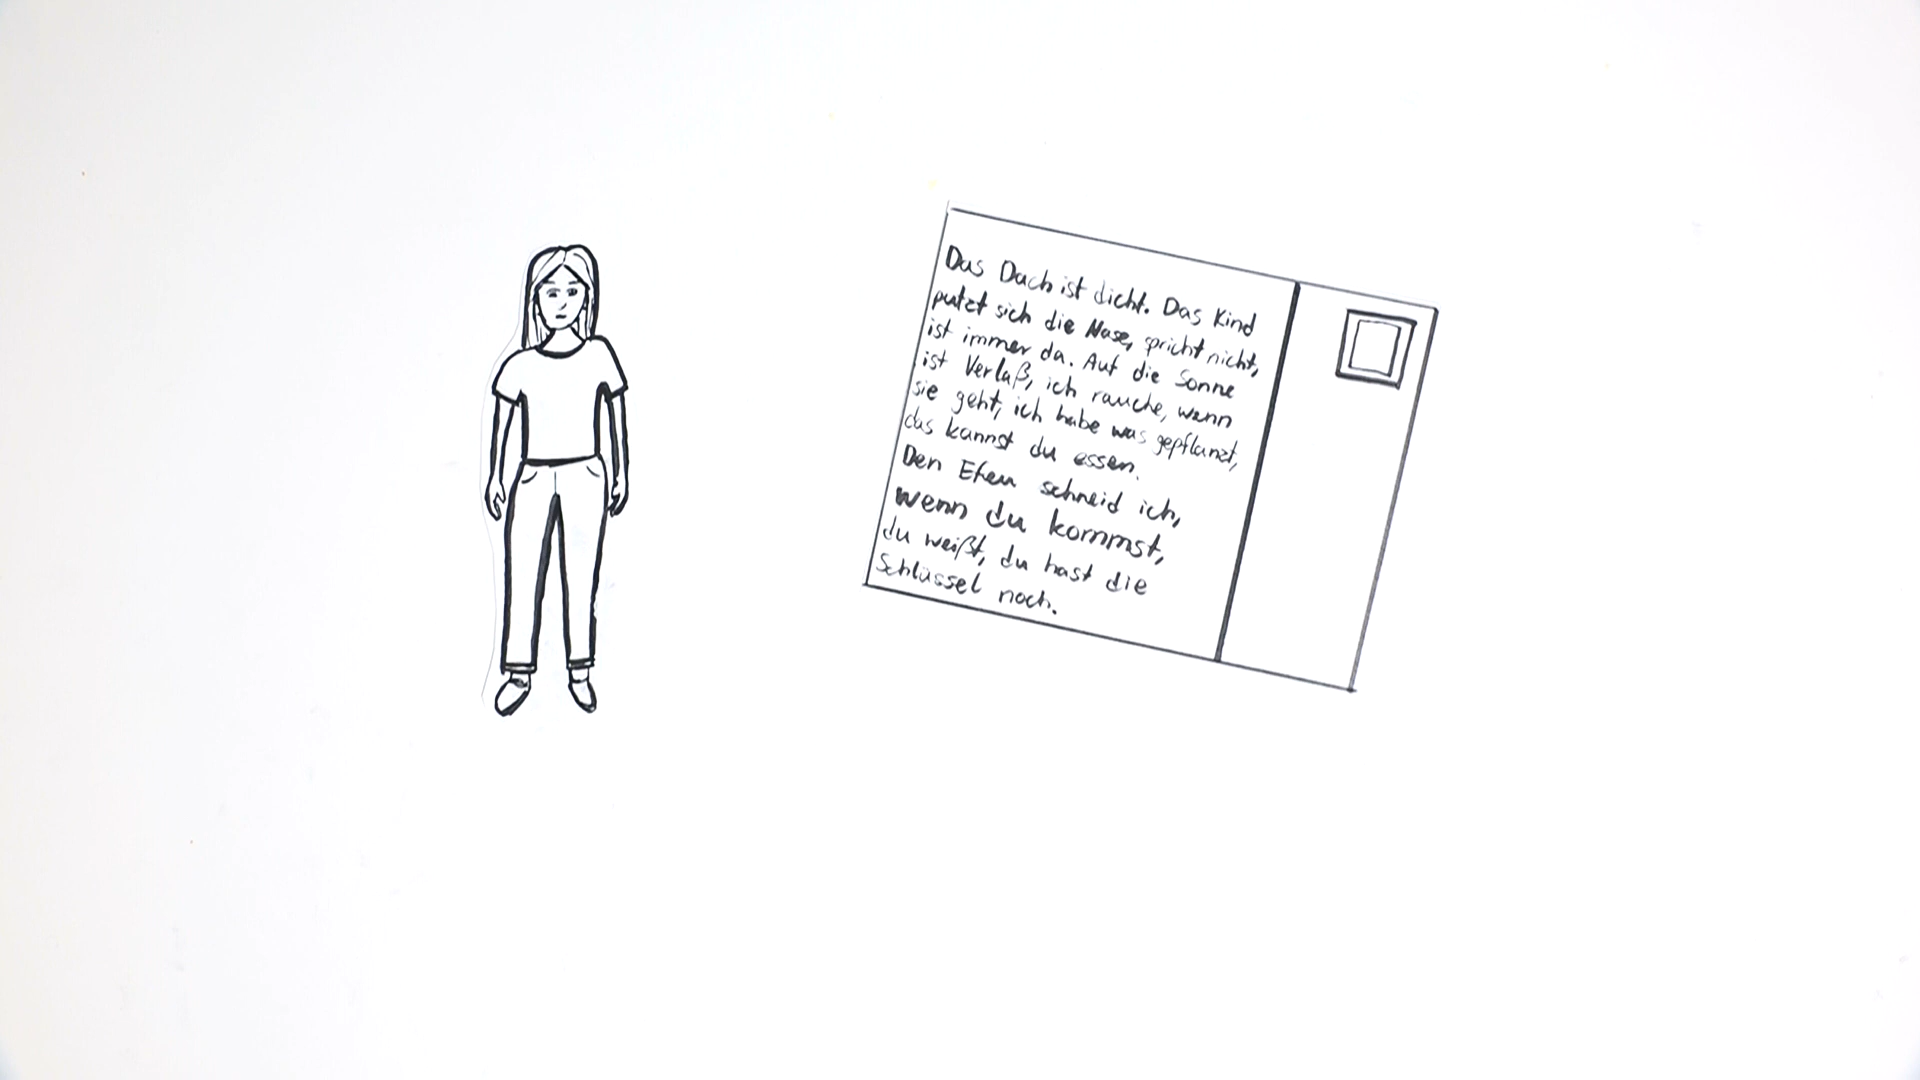 Das Dach ist dicht. Das Kind
putzt sich die Nase, spricht nicht,
ist immer da. Auf die Sonne
ist Verlaß, ich rauche, wenn
sie geht, ich habe was gepflanzt,
das kannst du essen.
Den Efeu schneid ich,
wenn du kommst,
du weißt, du hast die
Schlüssel noch.